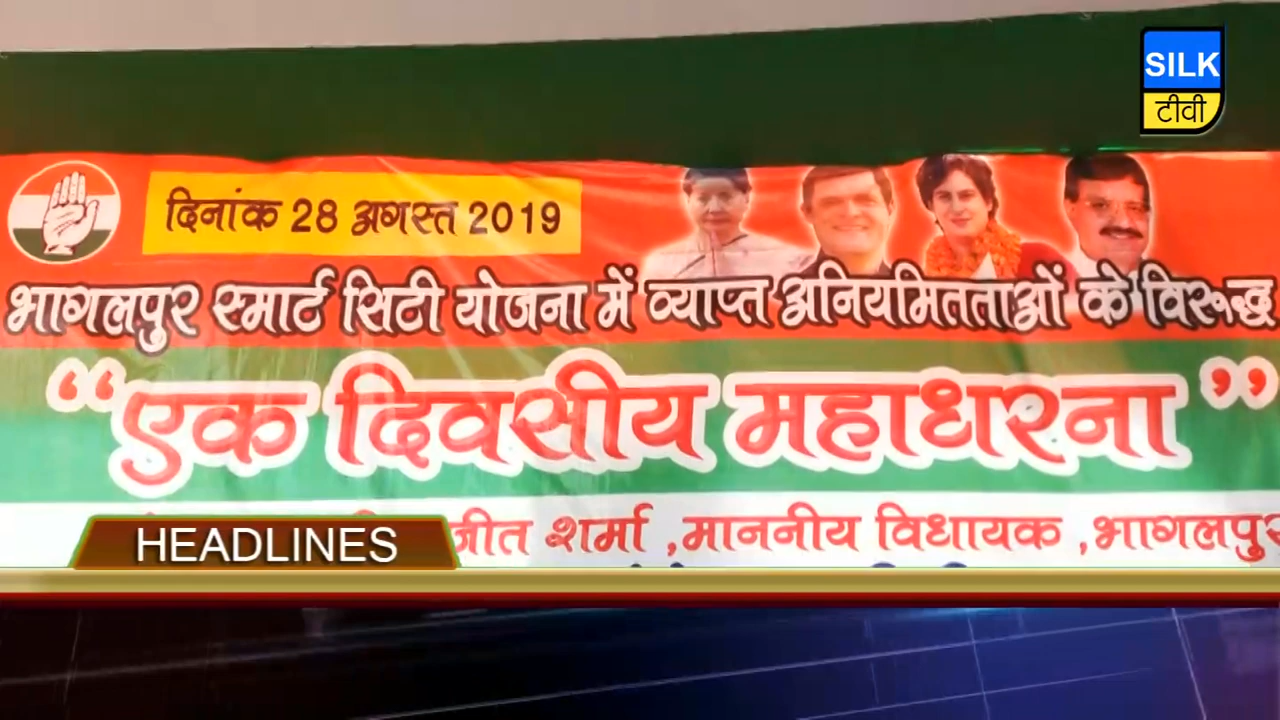 SILK
टीवी
दिनांक 28 अगस्त 2019
भागलपुर स्मार्ट सिटी योजना में व्याप्त अनियमितताओं के विरूद्ध
“एक दिवसीय महाधरना”
शर्मा ,माननीय विधायक ,भागलपुर
HEADLINES